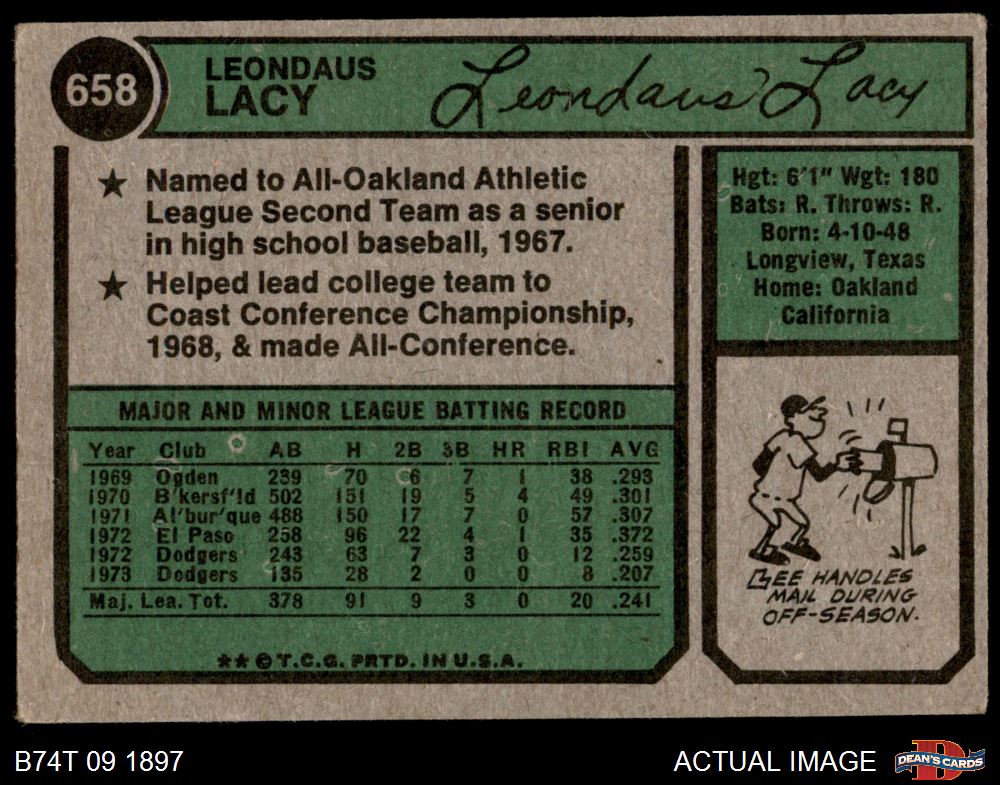 658
LEONDAUS
LACY
Leondaus Lacy
★ Named to All-Oakland Athletic
League Second Team as a senior
in high school baseball, 1967.
★ Helped lead college team to
Coast Conference Championship,
1968, & made All-Conference.
Hgt: 6'1" Wgt: 180
Bats: R. Throws: R.
Born: 4-10-48
Longview, Texas
Home: Oakland
California
MAJOR AND MINOR LEAGUE BATTING RECORD
Year Club AB H 2B 3B HR RBI AVG
1969 Ogden 239 70 6 7 1 38 .293
1970 B'kersf'ld 502 151 19 5 4 49 .301
1971 Al'bur'que 488 150 17 7 0 57 .307
1972 El Paso 258 96 22 4 1 35 .372
1972 Dodgers 243 63 7 3 0 12 .259
1973 Dodgers 135 28 2 0 0 8 .207
Maj. Lea. Tot. 378 91 9 3 0 20 .241
★★ © T.C.G. PRTD. IN U.S.A.
LEE HANDLES
MAIL DURING
OFF-SEASON.
B74T 09 1897
ACTUAL IMAGE
DEAN'S CARDS